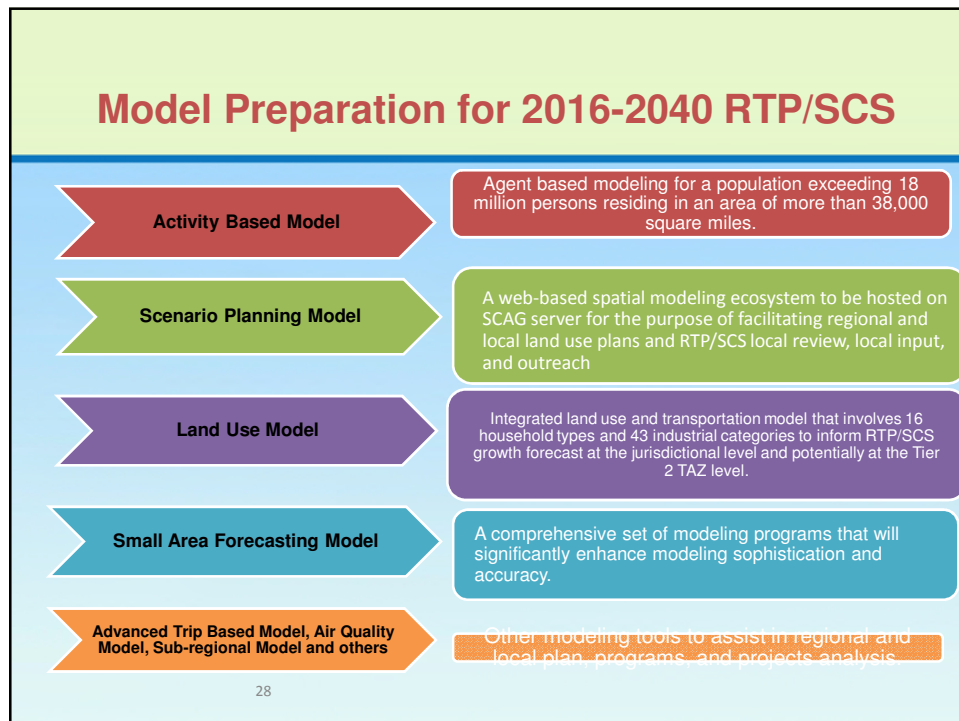 Model Preparation for 2016-2040 RTP/SCS
Activity Based Model
Agent based modeling for a population exceeding 18
million persons residing in an area of more than 38,000
square miles.
Scenario Planning Model
A web-based spatial modeling ecosystem to be hosted on
SCAG server for the purpose of facilitating regional and
local land use plans and RTP/SCS local review, local input,
and outreach
Land Use Model
Integrated land use and transportation model that involves 16
household types and 43 industrial categories to inform RTP/SCS
growth forecast at the jurisdictional level and potentially at the Tier
2 TAZ level.
Small Area Forecasting Model
A comprehensive set of modeling programs that will
significantly enhance modeling sophistication and
accuracy.
Advanced Trip Based Model, Air Quality
Model, Sub-regional Model and others
Other modeling tools to assist in regional and
local plan, programs, and projects analysis.
28